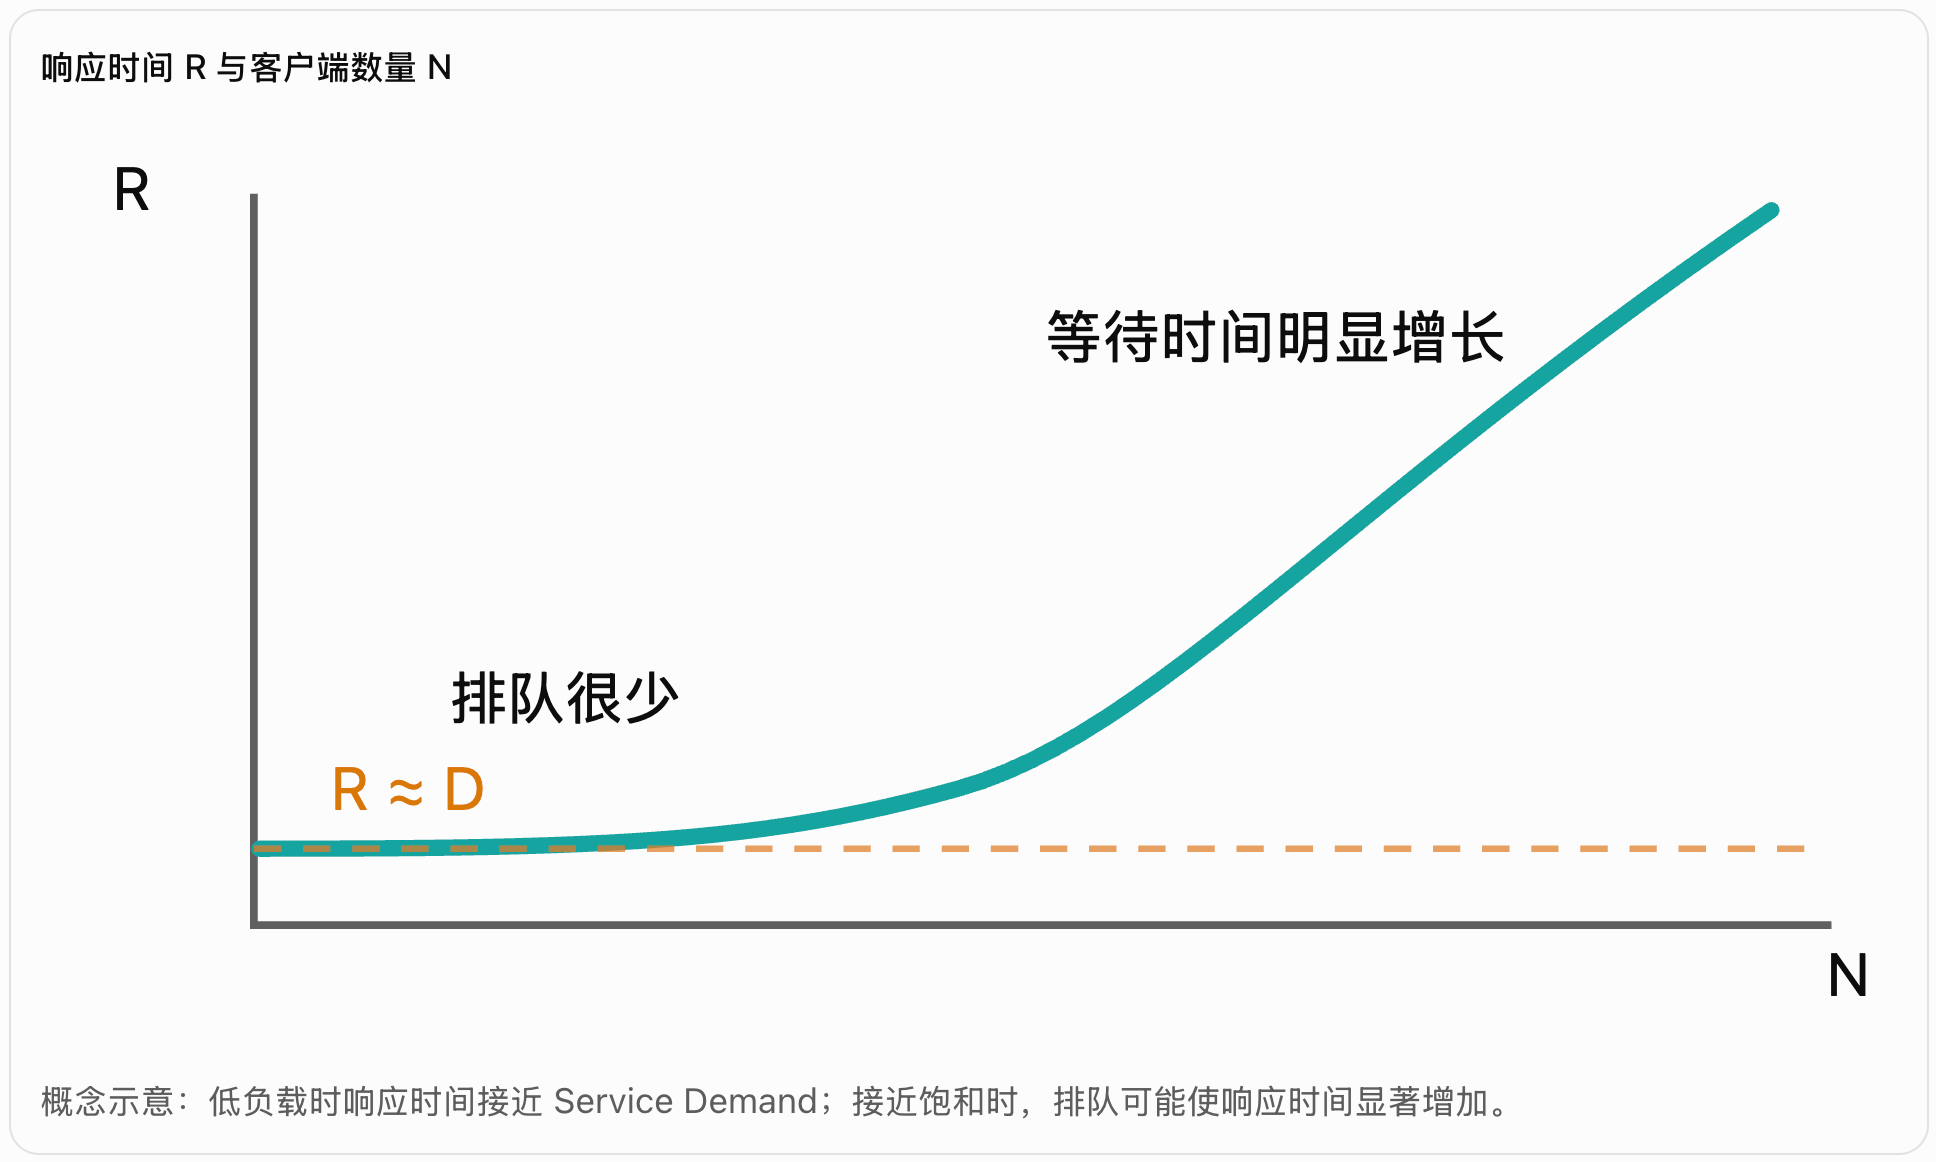 响应时间 R 与客户端数量 N
R
等待时间明显增长
排队很少
R ≈ D
N
概念示意：低负载时响应时间接近 Service Demand；接近饱和时，排队可能使响应时间显著增加。